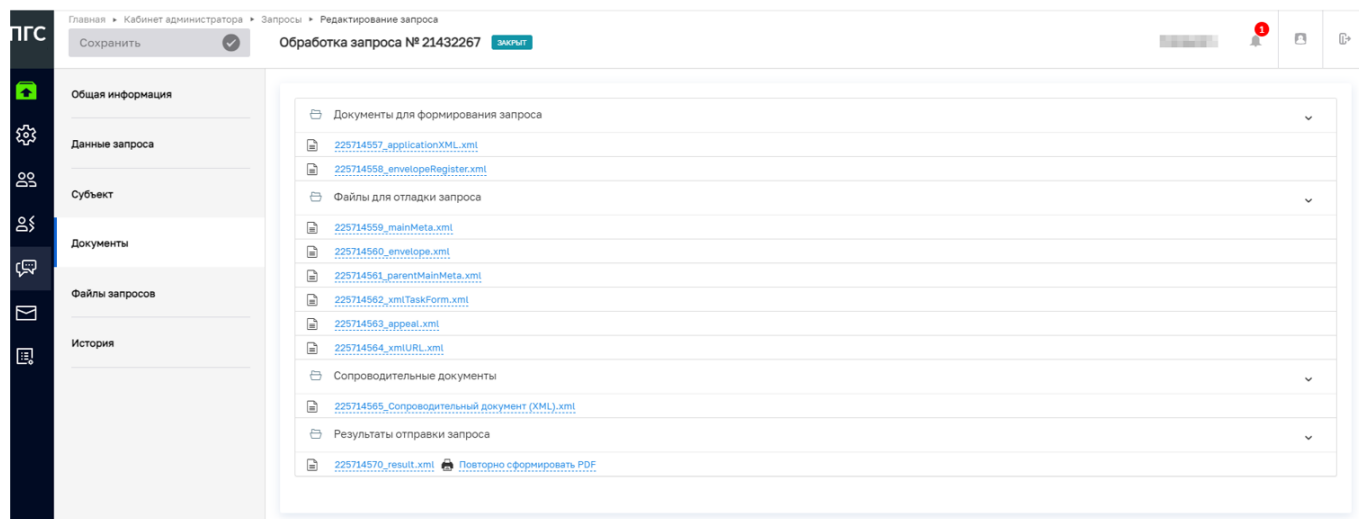 Главная ▸ Кабинет администратора ▸ Запросы ▸ Редактирование запроса
ПГС
Сохранить
Обработка запроса № 21432267 ЗАКРЫТ
1
Общая информация
Данные запроса
Субъект
Документы
Файлы запросов
История
Документы для формирования запроса
225714557_applicationXML.xml
225714558_envelopeRegister.xml
Файлы для отладки запроса
225714559_mainMeta.xml
225714560_envelope.xml
225714561_parentMainMeta.xml
225714562_xmlTaskForm.xml
225714563_appeal.xml
225714564_xmlURL.xml
Сопроводительные документы
225714565_Сопроводительный документ (XML).xml
Результаты отправки запроса
225714570_result.xml Повторно сформировать PDF